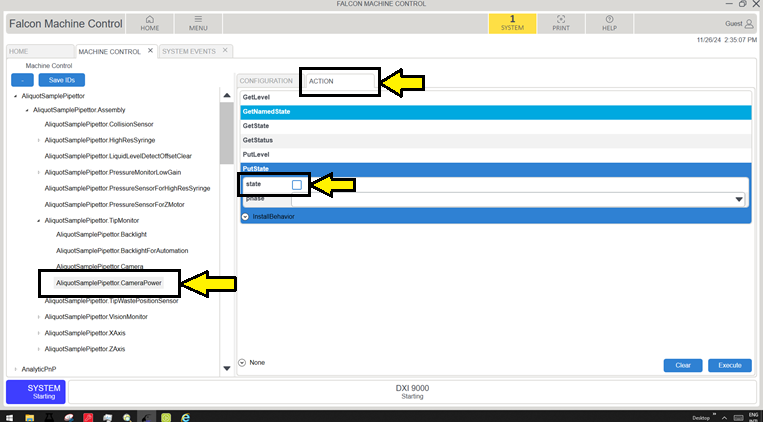 FALCON MACHINE CONTROL
Falcon Machine Control
HOME
MENU
1
SYSTEM
PRINT
?
HELP
Guest
11/26/24 2:35:07 PM
HOME
MACHINE CONTROL ×
SYSTEM EVENTS ×
Machine Control
-
Save IDs
CONFIGURATION
ACTION
AliquotSamplePipettor
AliquotSamplePipettor.Assembly
AliquotSamplePipettor.CollisionSensor
AliquotSamplePipettor.HighResSyringe
AliquotSamplePipettor.LiquidLevelDetectOffsetClear
AliquotSamplePipettor.PressureMonitorLowGain
AliquotSamplePipettor.PressureSensorForHighResSyringe
AliquotSamplePipettor.PressureSensorForZMotor
AliquotSamplePipettor.TipMonitor
AliquotSamplePipettor.Backlight
AliquotSamplePipettor.BacklightForAutomation
AliquotSamplePipettor.Camera
AliquotSamplePipettor.CameraPower
AliquotSamplePipettor.TipWastePositionSensor
AliquotSamplePipettor.VisionMonitor
AliquotSamplePipettor.XAxis
AliquotSamplePipettor.ZAxis
AnalyticPnP
GetLevel
GetNamedState
GetState
GetStatus
PutLevel
PutState
state
phase
InstallBehavior
None
Clear
Execute
SYSTEM
Starting
DXI 9000
Starting
Desktop
ENG